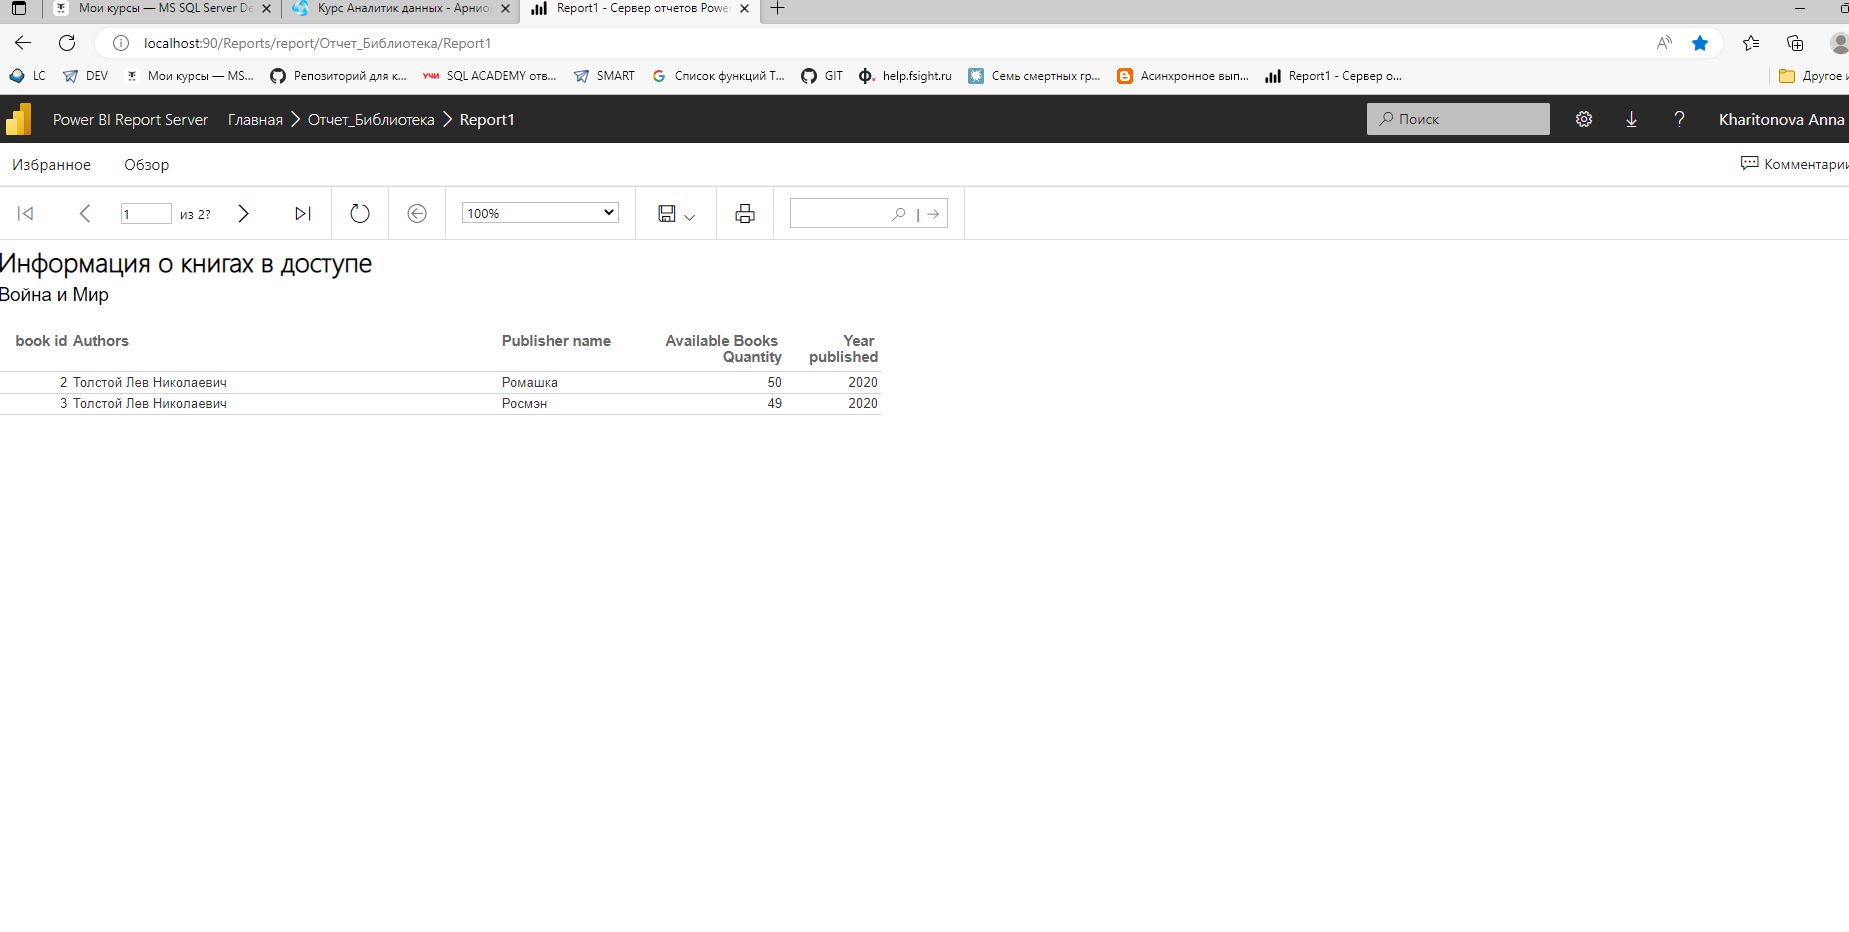 Мои курсы — MS SQL Server De
Курс Аналитик данных - Арнио
Report1 - Сервер отчетов Powe
localhost:90/Reports/report/Отчет_Библиотека/Report1
LC DEV Мои курсы — MS... Репозиторий для к... УЧИ SQL ACADEMY отв... SMART Список функций T... GIT help.fsight.ru Семь смертных гр... Асинхронное вып... Report1 - Сервер о... Другое и
Power BI Report Server Главная Отчет_Библиотека Report1 Поиск ? Kharitonova Anna
Избранное Обзор Комментарии
1 из 2? 100%
Информация о книгах в доступе
Война и Мир
book id Authors Publisher name Available Books Year
Quantity published
2 Толстой Лев Николаевич Ромашка 50 2020
3 Толстой Лев Николаевич Росмэн 49 2020